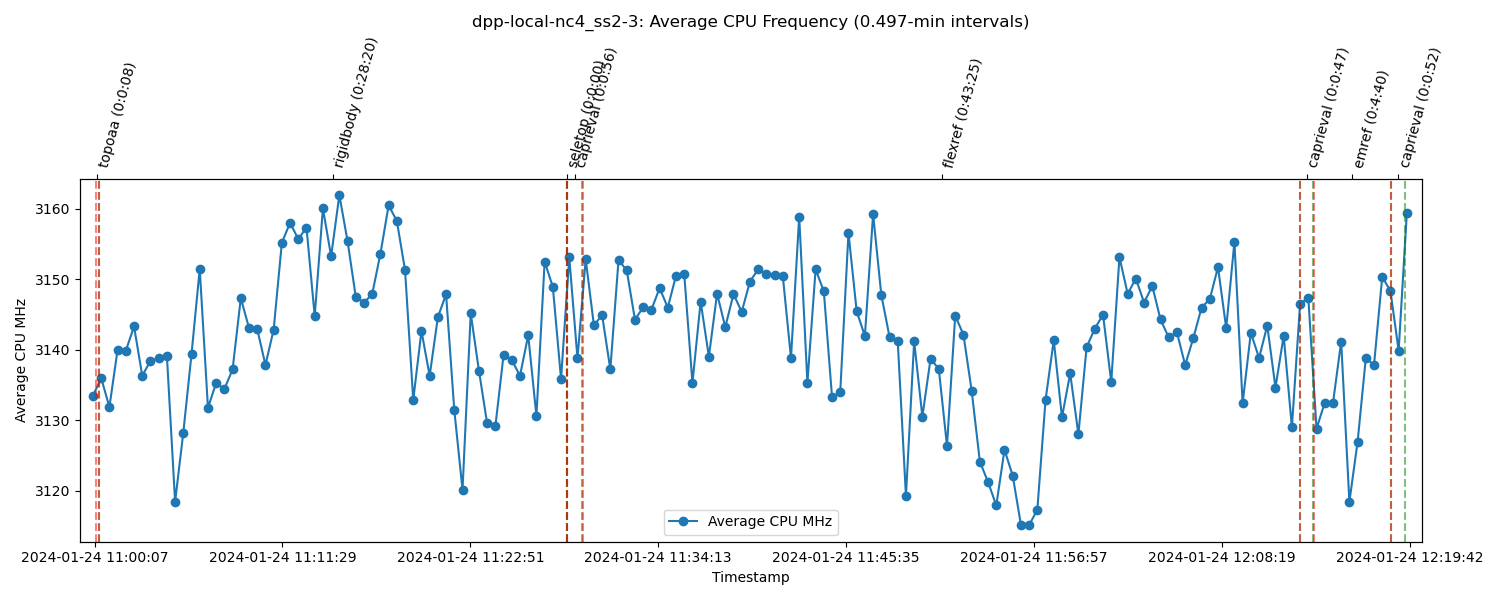 dpp-local-nc4_ss2-3: Average CPU Frequency (0.497-min intervals)
topoaa (0:0:08)
rigidbody (0:28:20)
seletop (0:0:00)
caprieval (0:0:56)
flexref (0:43:25)
caprieval (0:0:47)
emref (0:4:40)
caprieval (0:0:52)
Average CPU MHz
3160
3150
3140
3130
3120
Average CPU MHz
2024-01-24 11:00:07
2024-01-24 11:11:29
2024-01-24 11:22:51
2024-01-24 11:34:13
2024-01-24 11:45:35
2024-01-24 11:56:57
2024-01-24 12:08:19
2024-01-24 12:19:42
Timestamp